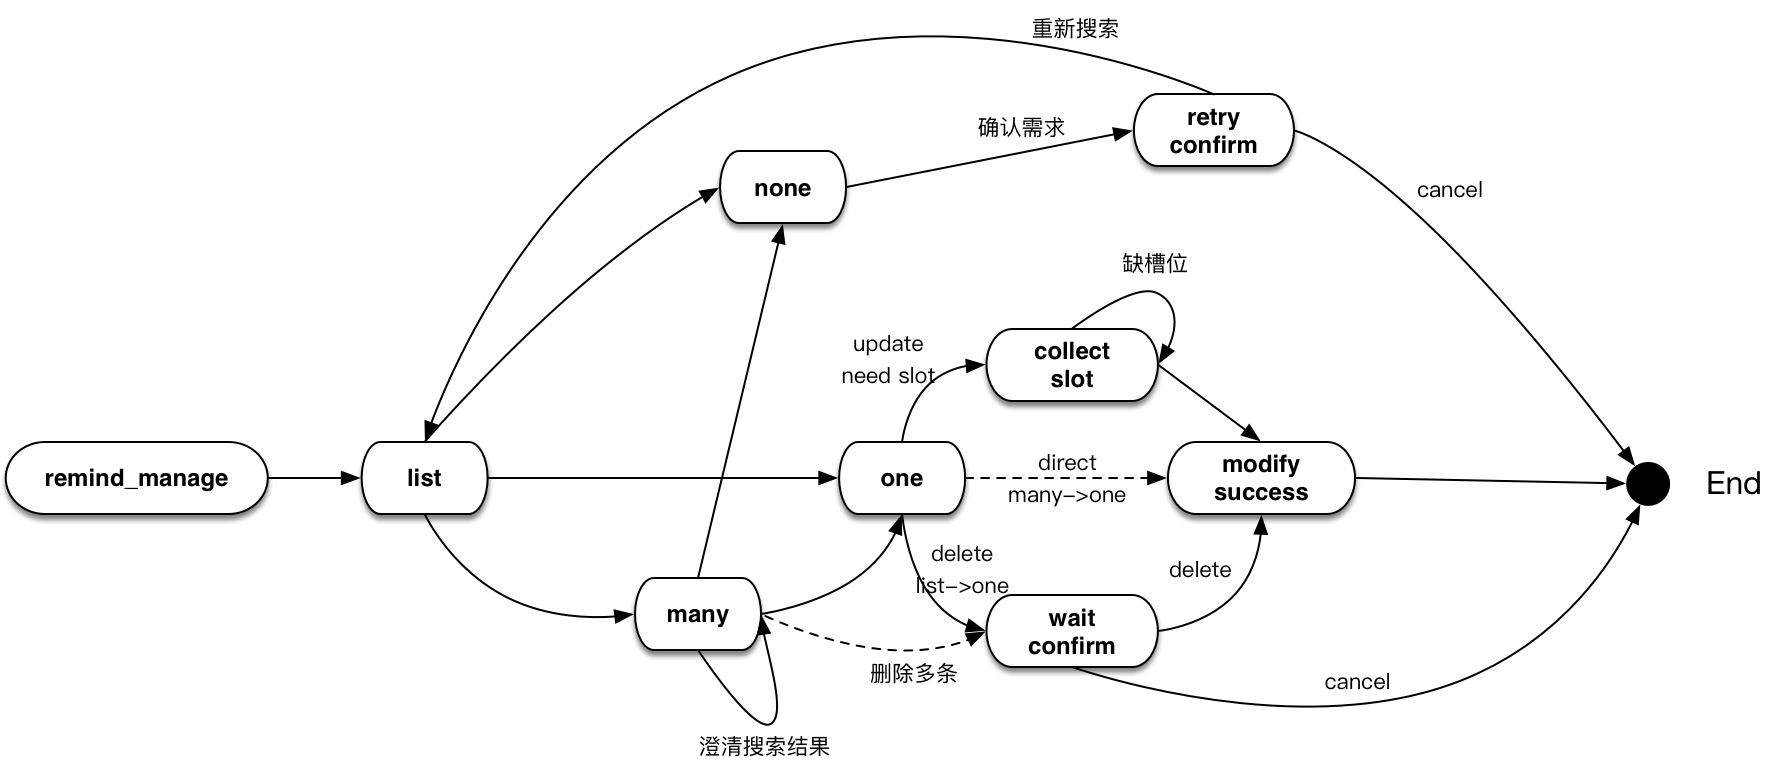 重新搜索
retry
confirm
确认需求
none
cancel
缺槽位
update
need slot
collect
slot
remind_manage
list
one
direct
many->one
modify
success
End
delete
list->one
delete
many
wait
confirm
删除多条
cancel
澄清搜索结果